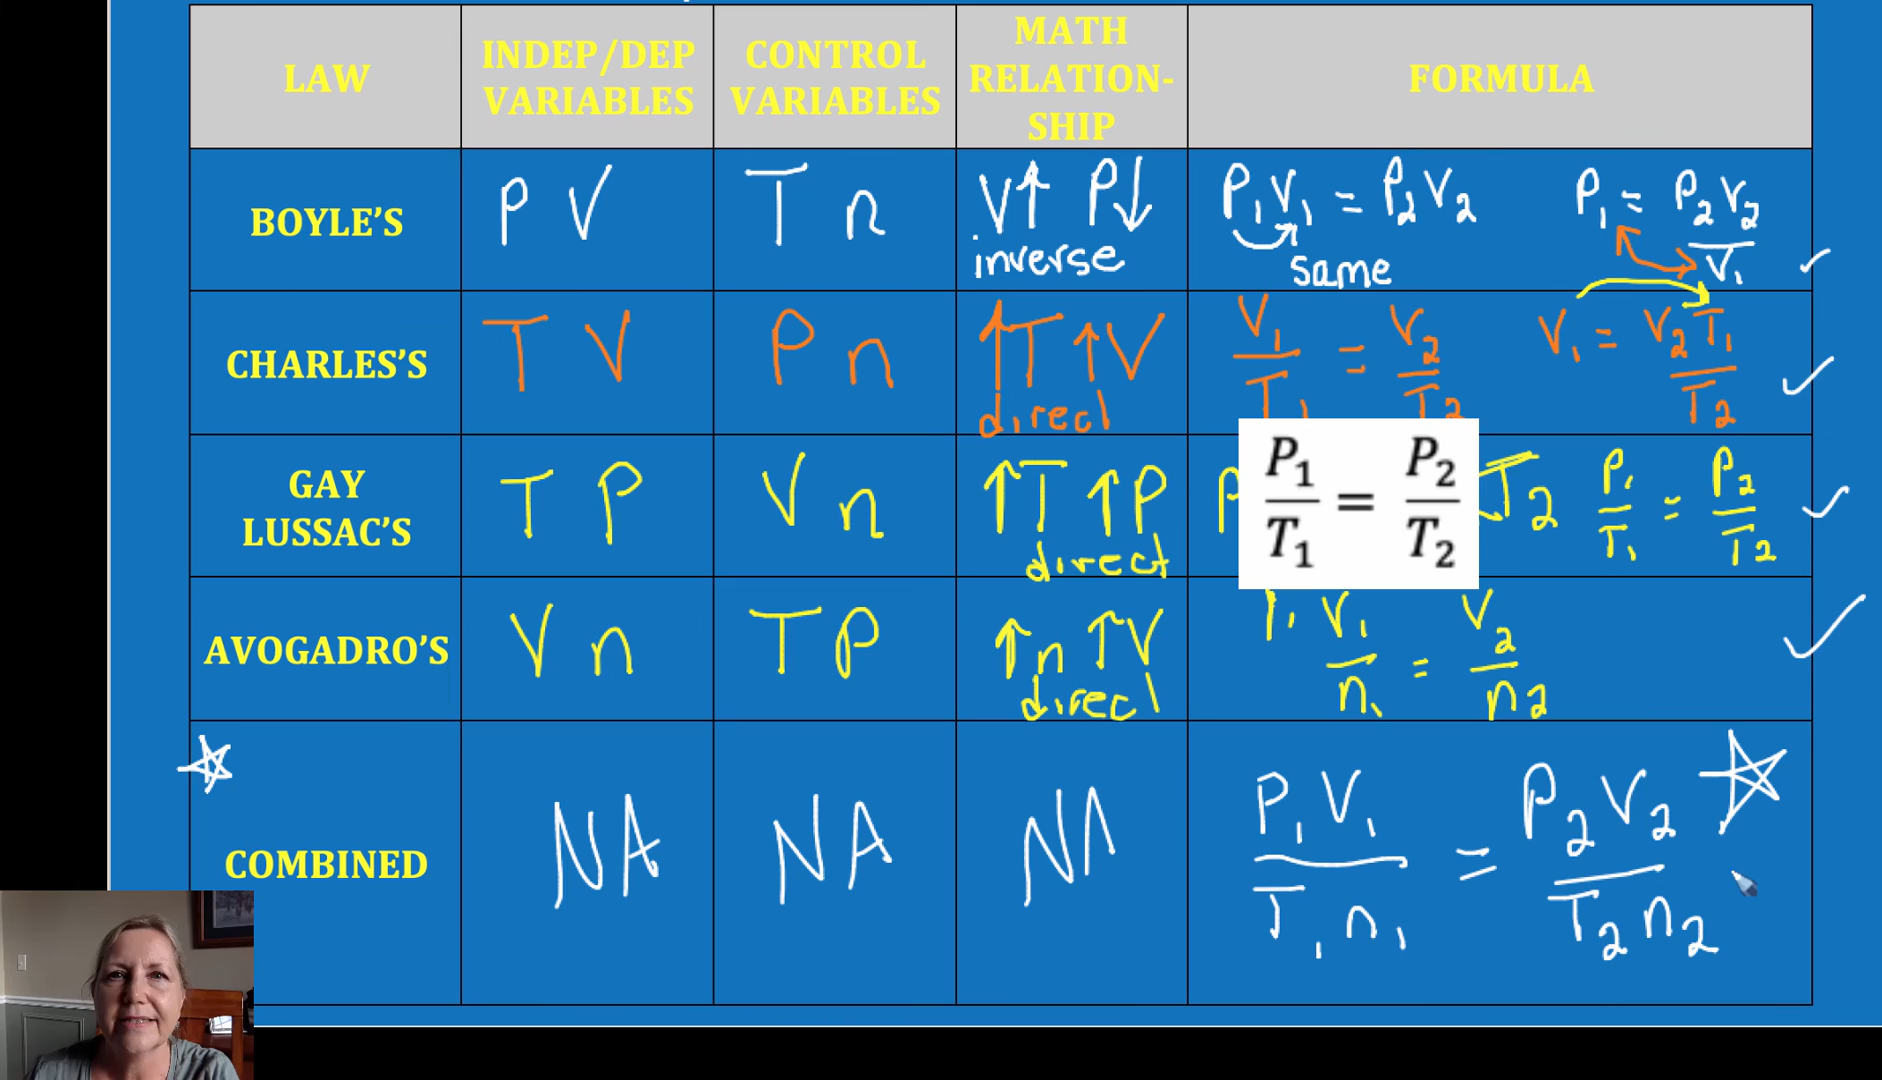 LAW
INDEP/DEP
VARIABLES
CONTROL
VARIABLES
MATH
RELATION-
SHIP
FORMULA
BOYLE'S
P V
T n
V↑ P↓
inverse
P₁V₁ = P₂V₂
same
P₁ = P₂V₂/V₁
CHARLES'S
T V
P n
↑T ↑V
direct
V₁/T₁ = V₂/T₂
V₁ = V₂T₁/T₂
GAY
LUSSAC'S
T P
V n
↑T ↑P
direct
P₁/T₁ = P₂/T₂
T₂
P₁/T₁ = P₂/T₂
AVOGADRO'S
V n
T P
↑n ↑V
direct
V₁/n₁ = V₂/n₂
COMBINED
NA
NA
NA
P₁V₁/T₁n₁ = P₂V₂/T₂n₂